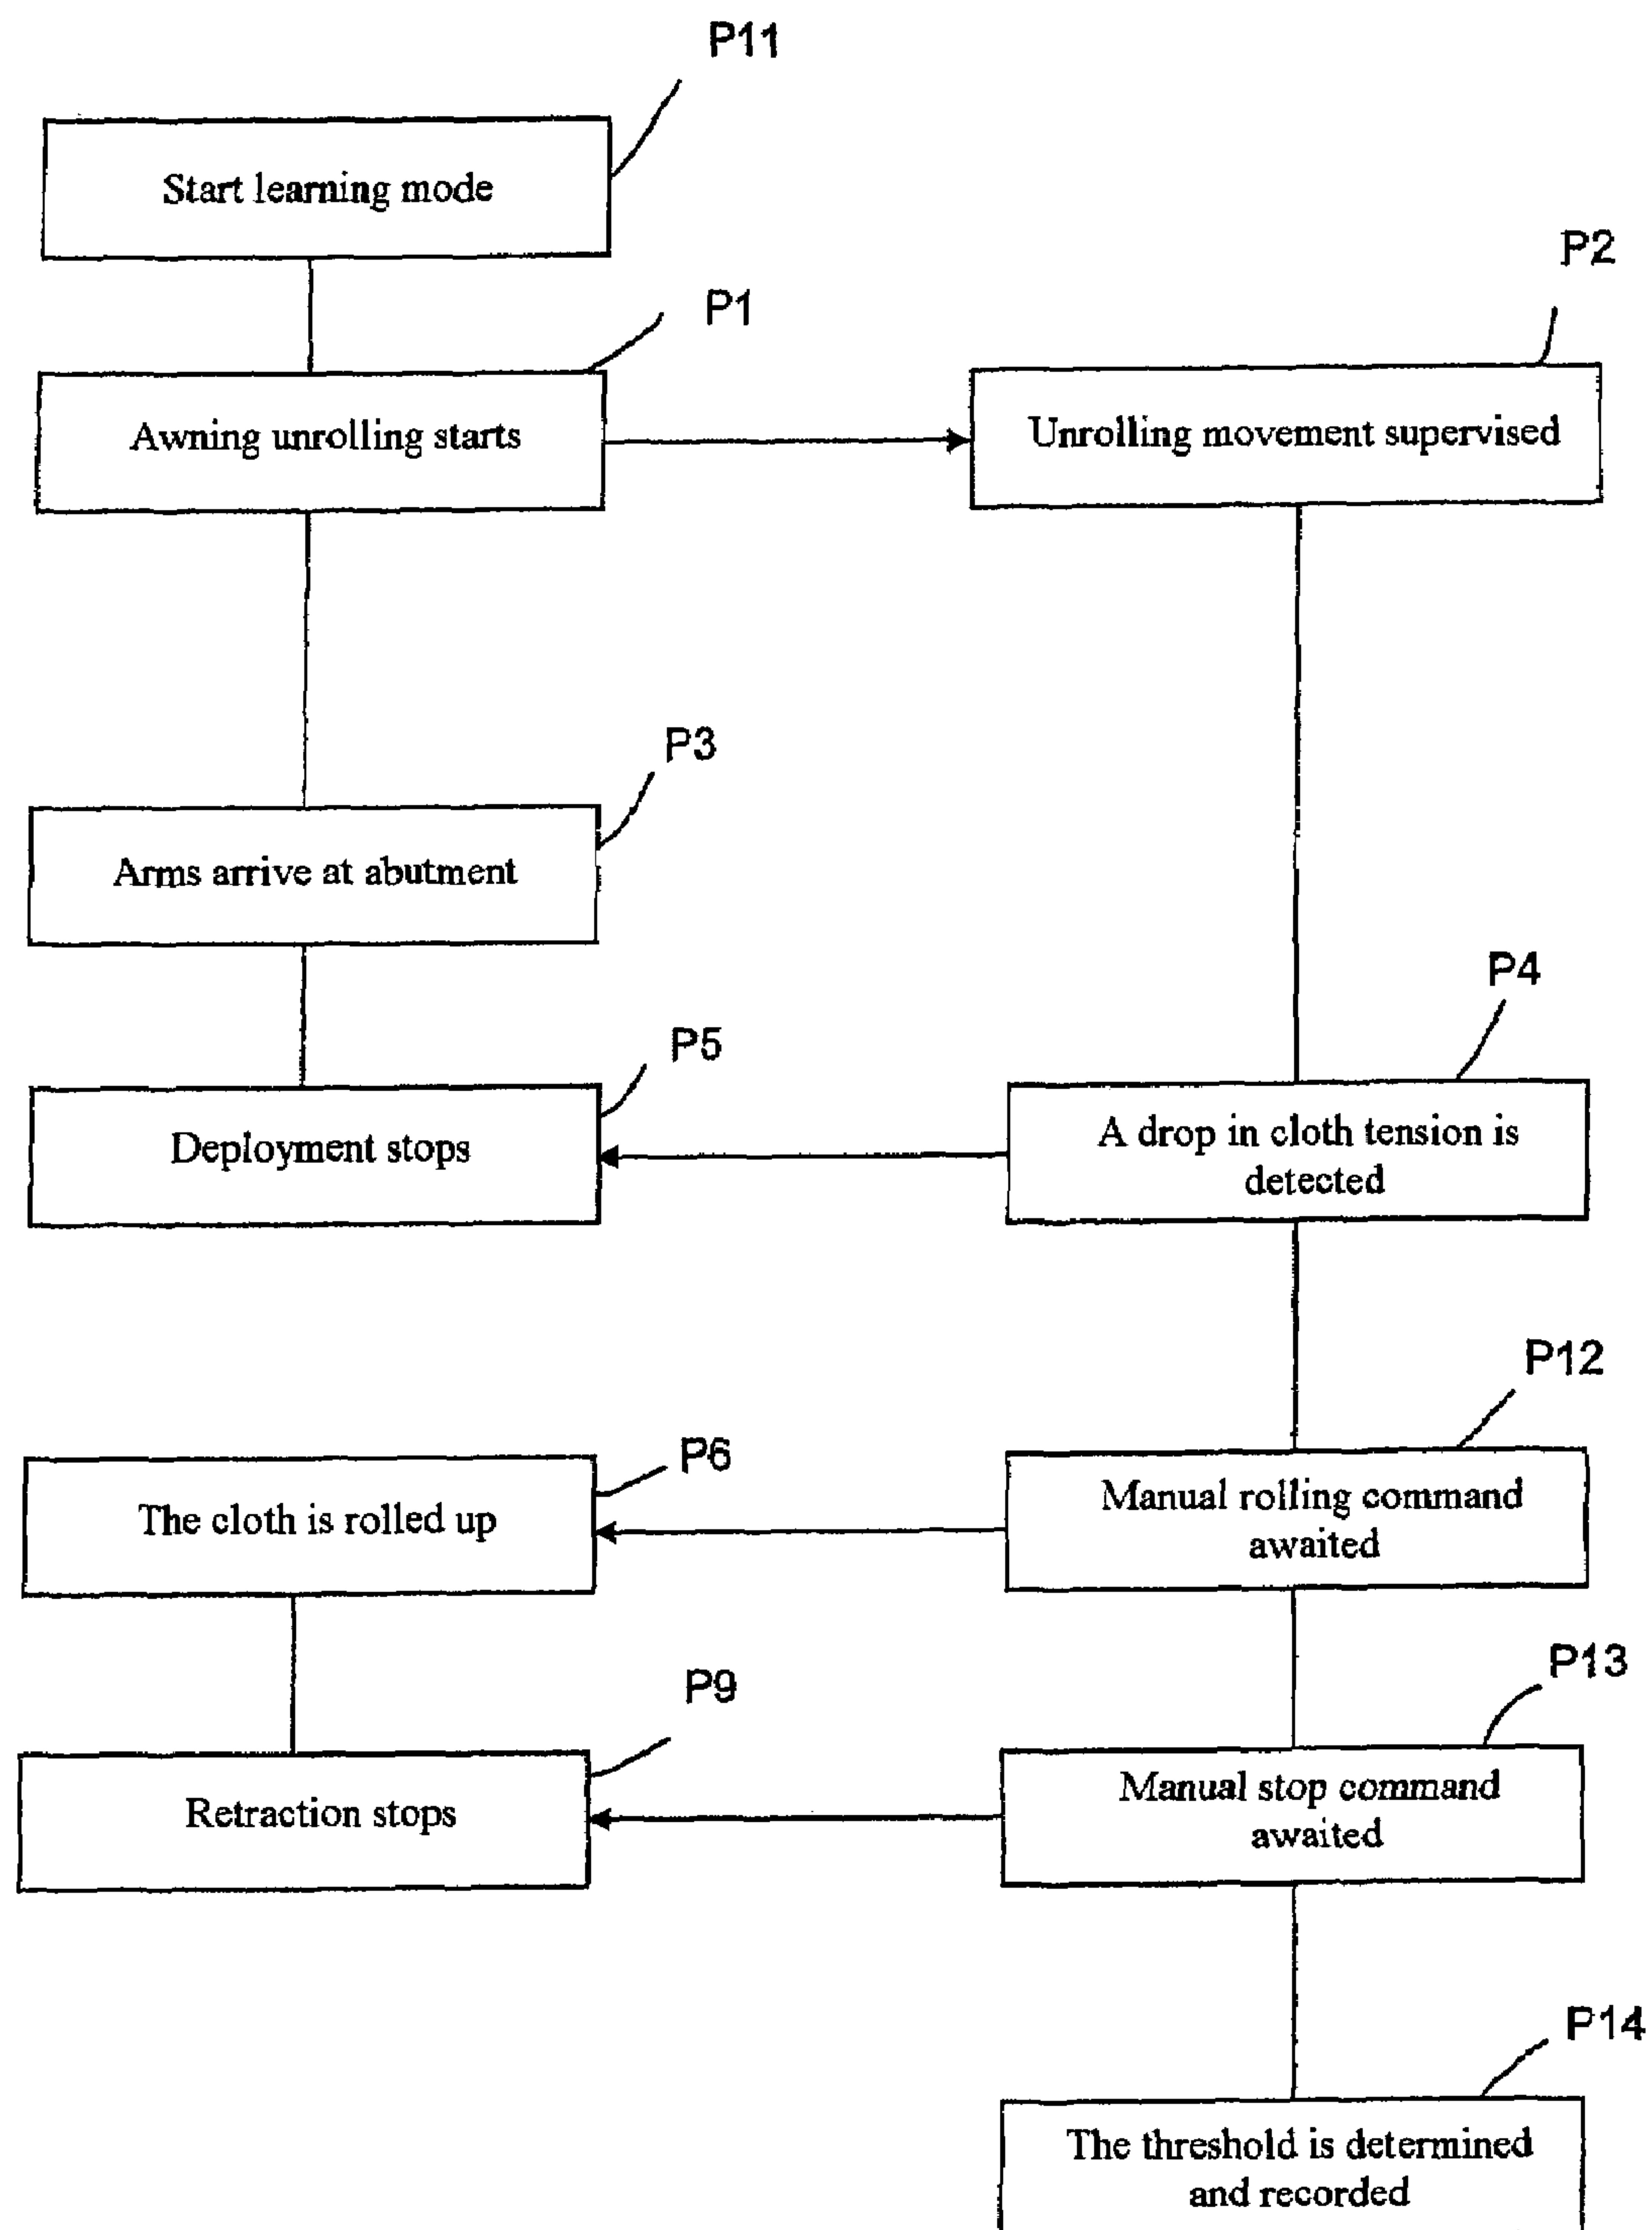 P11
Start learning mode
P2
P1
Awning unrolling starts
Unrolling movement supervised
P3
Arms arrive at abutment
P4
P5
Deployment stops
A drop in cloth tension is
detected
P12
P6
The cloth is rolled up
Manual rolling command
awaited
P13
P9
Retraction stops
Manual stop command
awaited
P14
The threshold is determined
and recorded